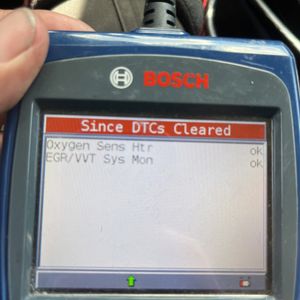 BOSCH
Since DTCs Cleared
Oxygen Sens Htr ok
EGR/VVT Sys Mon ok